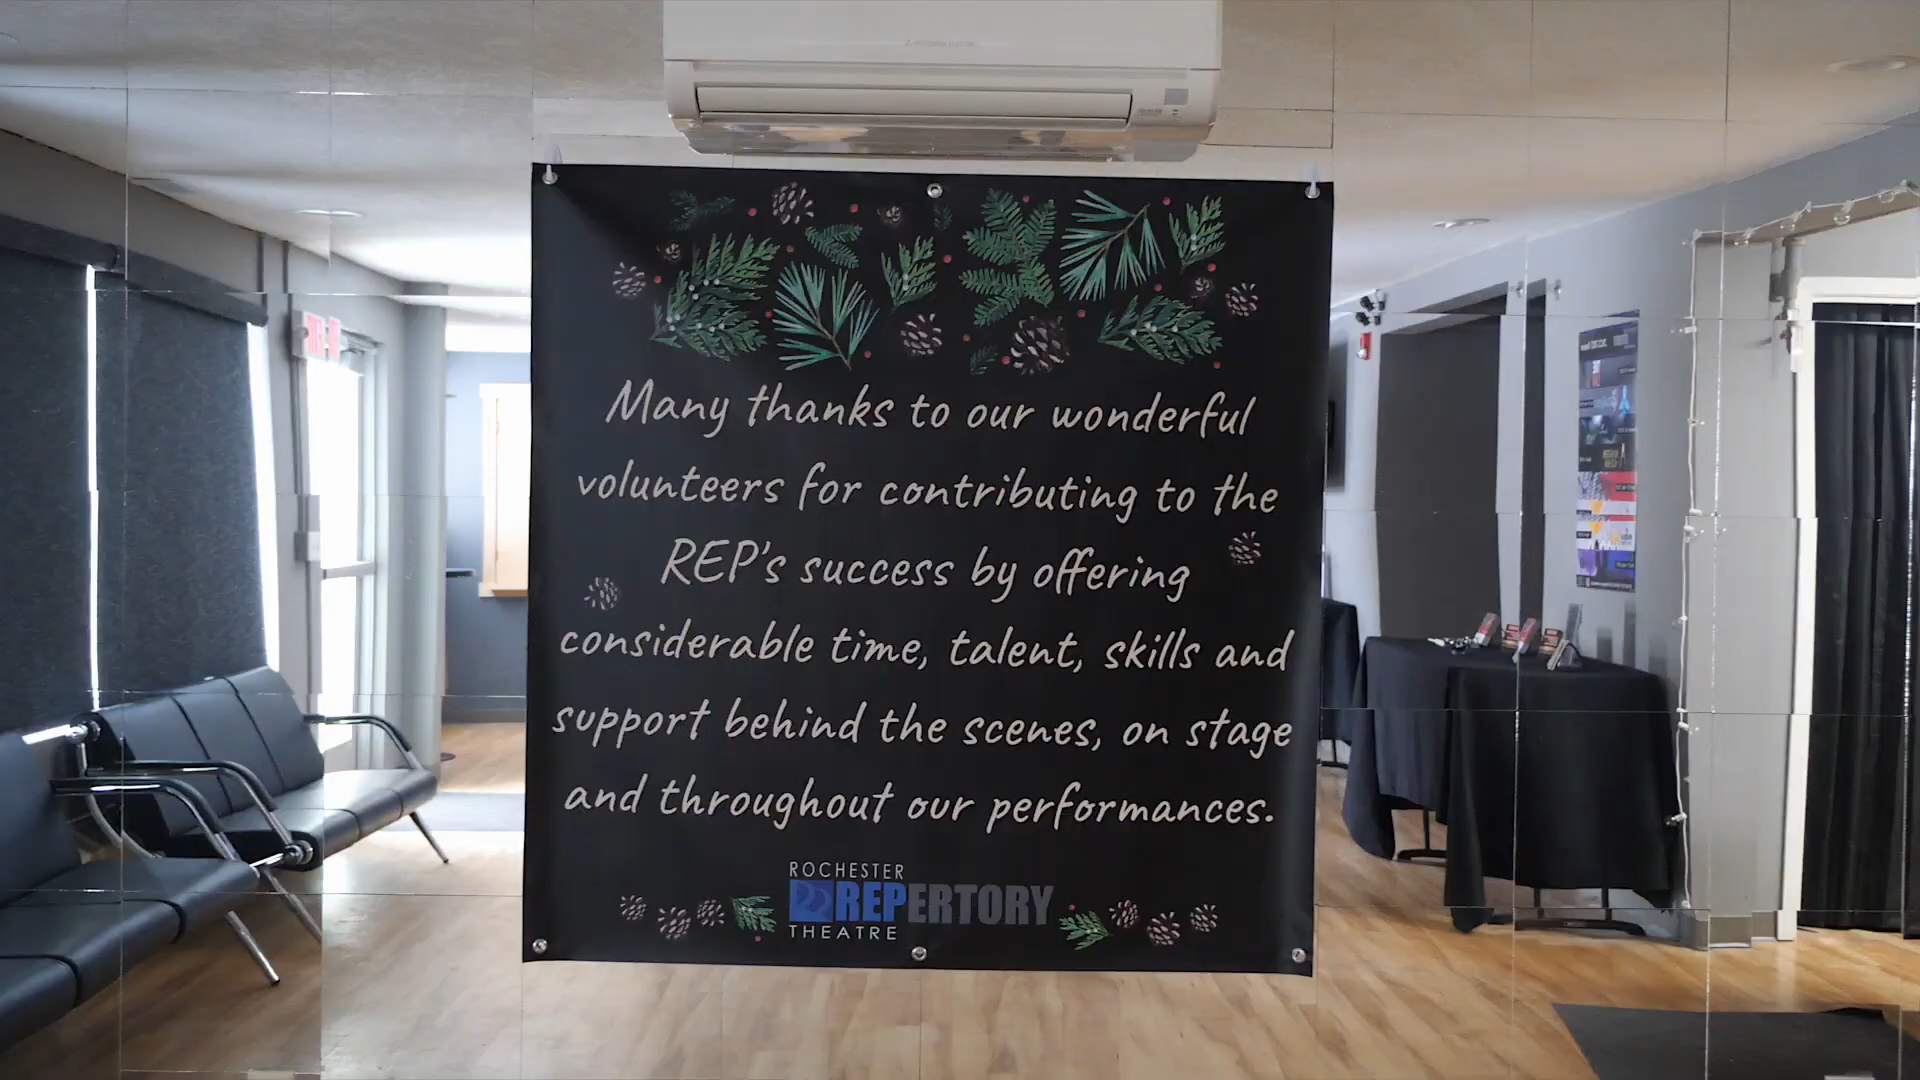 Many thanks to our wonderful
volunteers for contributing to the
REP's success by offering
considerable time, talent, skills and
support behind the scenes, on stage
and throughout our performances.
ROCHESTER
REPERTORY
THEATRE